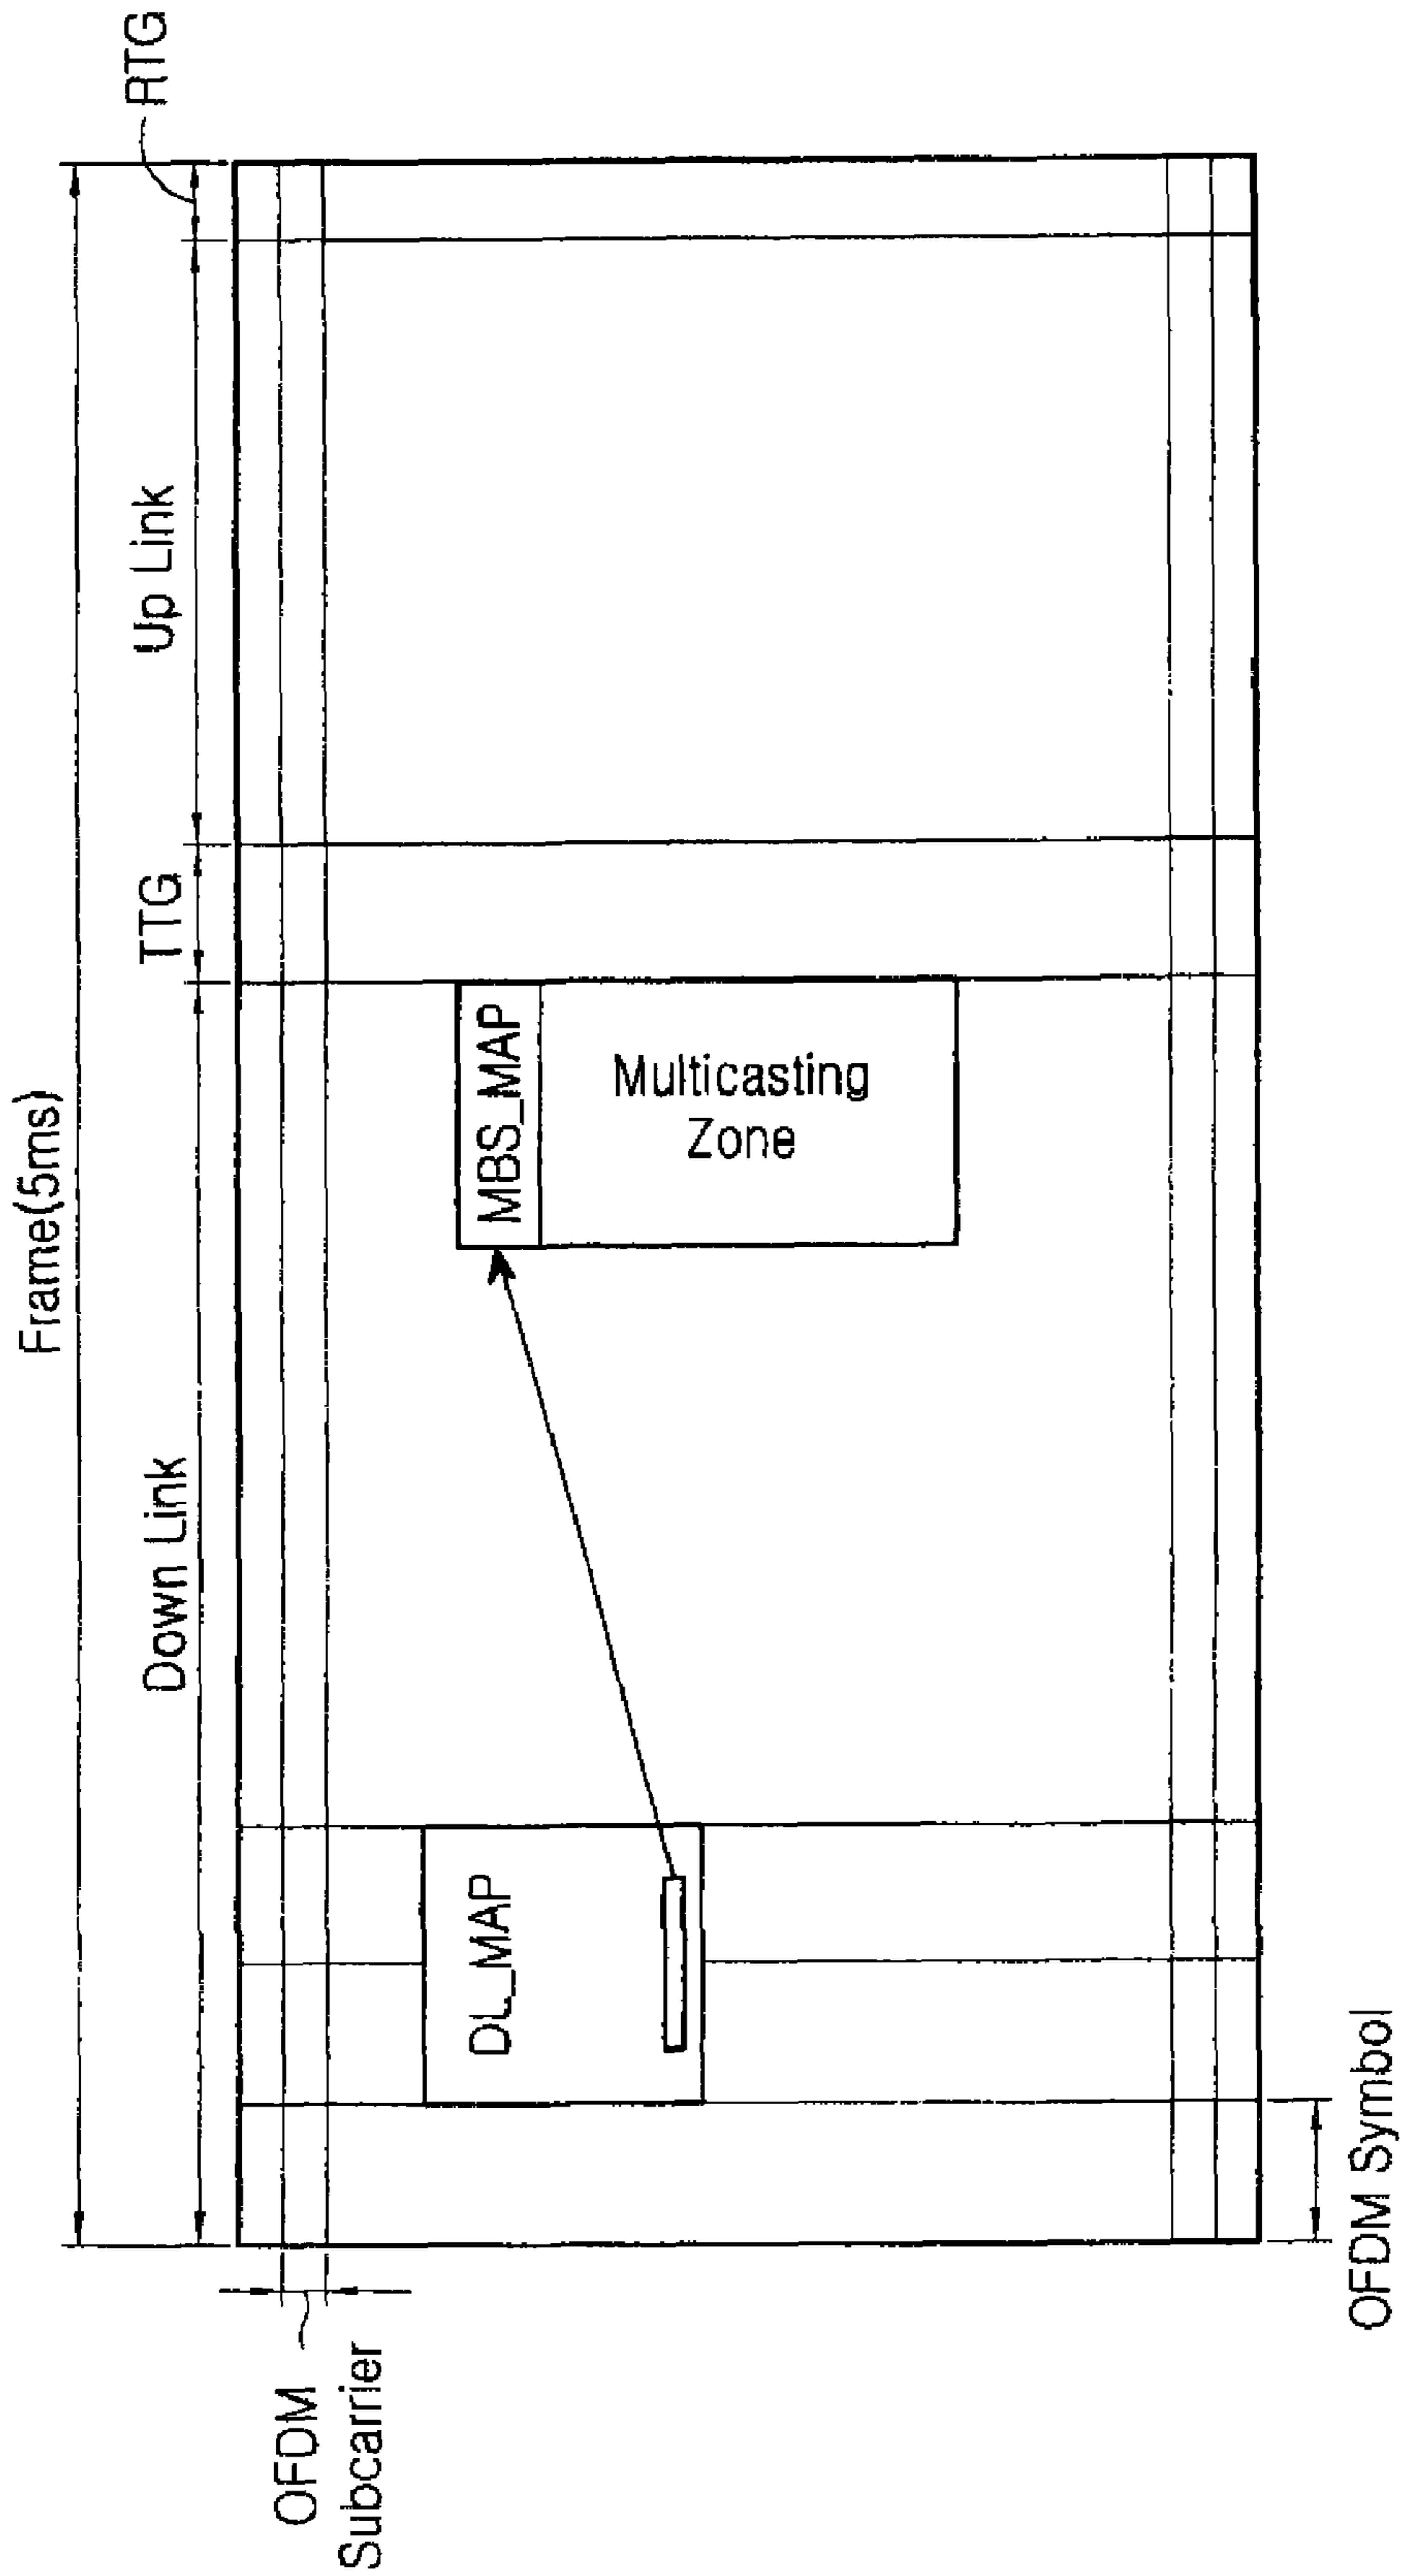 Frame(5ms)
Down Link
TTG
Up Link
RTG
OFDM
Subcarrier
DL_MAP
MBS_MAP
Multicasting
Zone
OFDM Symbol